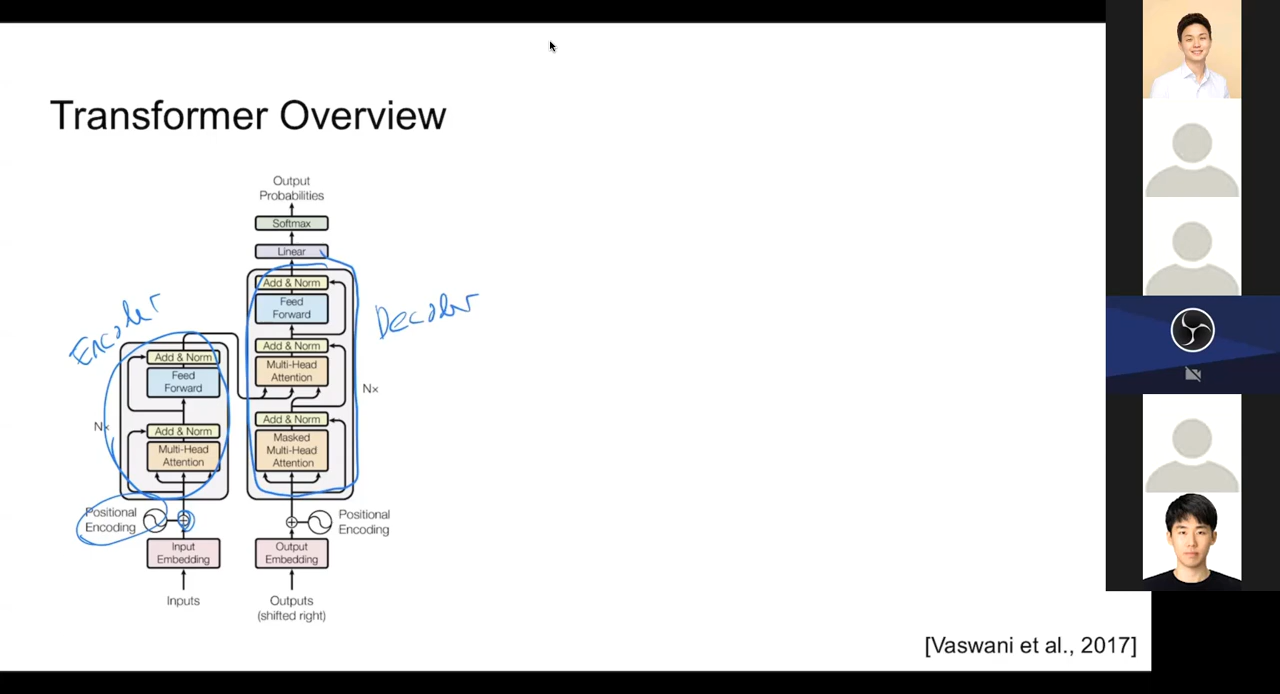 Transformer Overview
Output
Probabilities
Softmax
Linear
Add & Norm
Feed
Forward
Add & Norm
Multi-Head
Attention
Nx
Add & Norm
Masked
Multi-Head
Attention
Positional
Encoding
Output
Embedding
Outputs
(shifted right)
Decoder
Encoder
Add & Norm
Feed
Forward
Nx
Add & Norm
Multi-Head
Attention
Positional
Encoding
Input
Embedding
Inputs
[Vaswani et al., 2017]